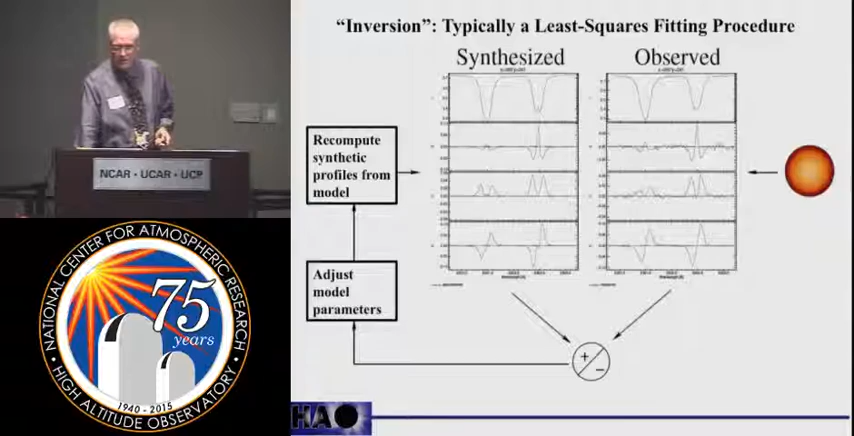 "Inversion": Typically a Least-Squares Fitting Procedure
Synthesized
Observed
Recompute
synthetic
profiles from
model
Adjust
model
parameters
+
−
HAO
NCAR • UCAR • UCP
NATIONAL CENTER FOR ATMOSPHERIC RESEARCH
75
years
1940 - 2015
HIGH ALTITUDE OBSERVATORY